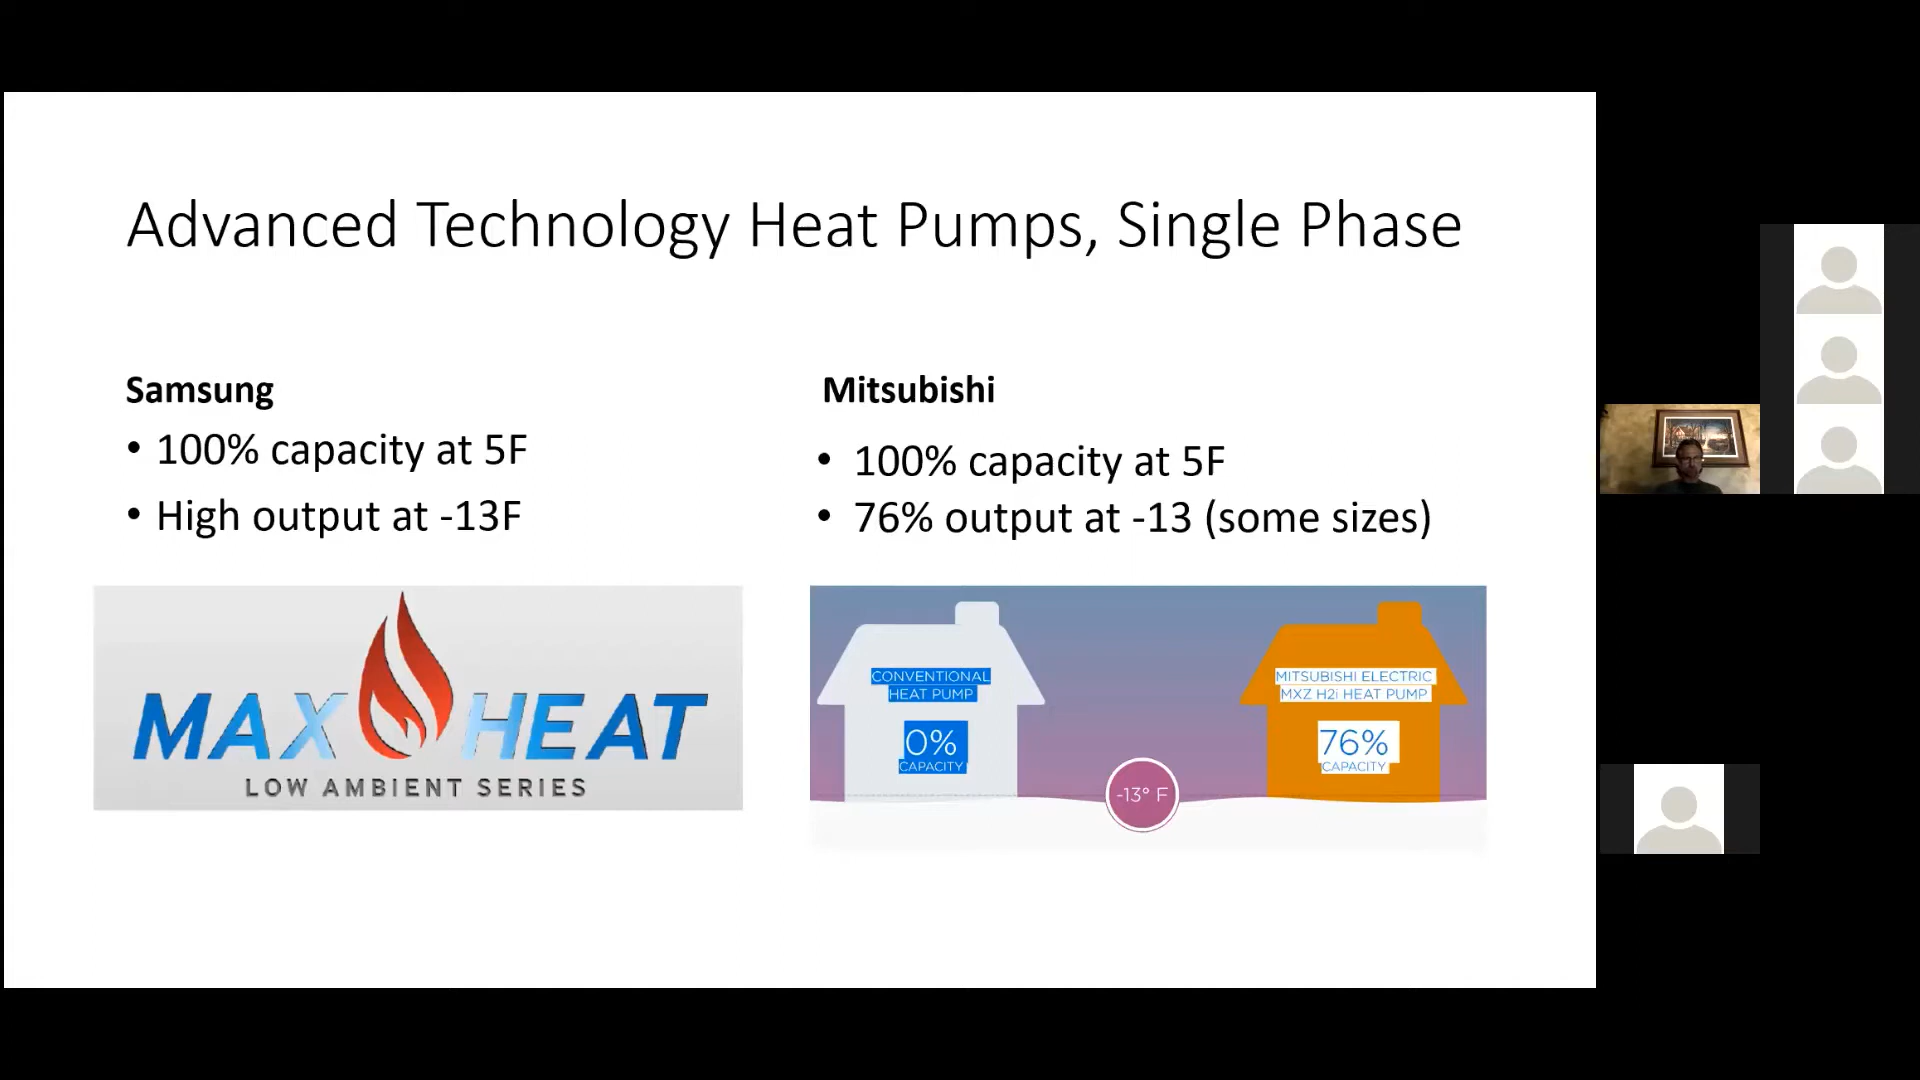 Advanced Technology Heat Pumps, Single Phase
Samsung
• 100% capacity at 5F
• High output at -13F
MAX HEAT
LOW AMBIENT SERIES
Mitsubishi
• 100% capacity at 5F
• 76% output at -13 (some sizes)
CONVENTIONAL
HEAT PUMP
0%
CAPACITY
-13° F
MITSUBISHI ELECTRIC
MXZ H2i HEAT PUMP
76%
CAPACITY